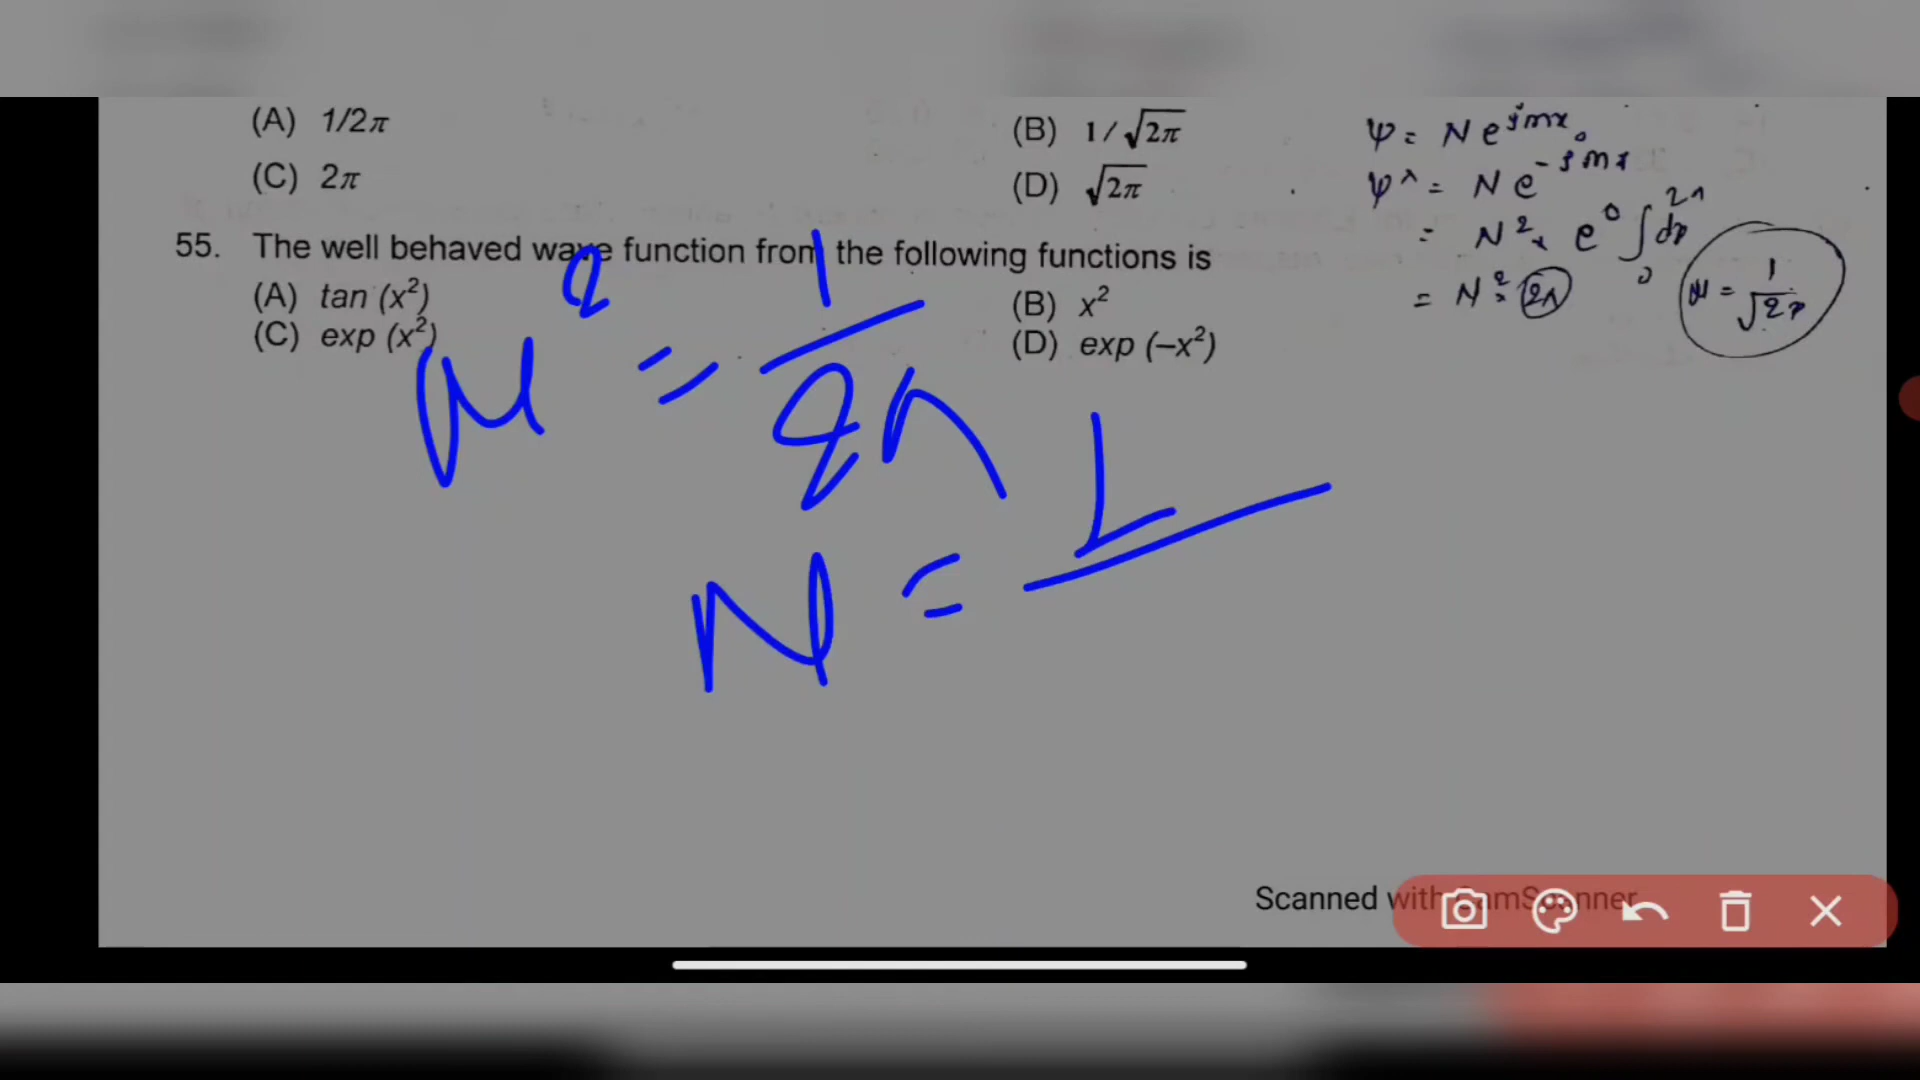 (A) 1/2π
(B) 1/√2π
(C) 2π
(D) √2π
ψ = N e^{imx}
ψ* = N e^{-imx}
= N² x e⁰ ∫₀^{2π} dx
= N² 2π
N = 1/√2π
55. The well behaved wave function from the following functions is
(A) tan (x²)
(B) x²
(C) exp (x²)
(D) exp (–x²)
N² = 1/2π
N = 1
Scanned with CamScanner